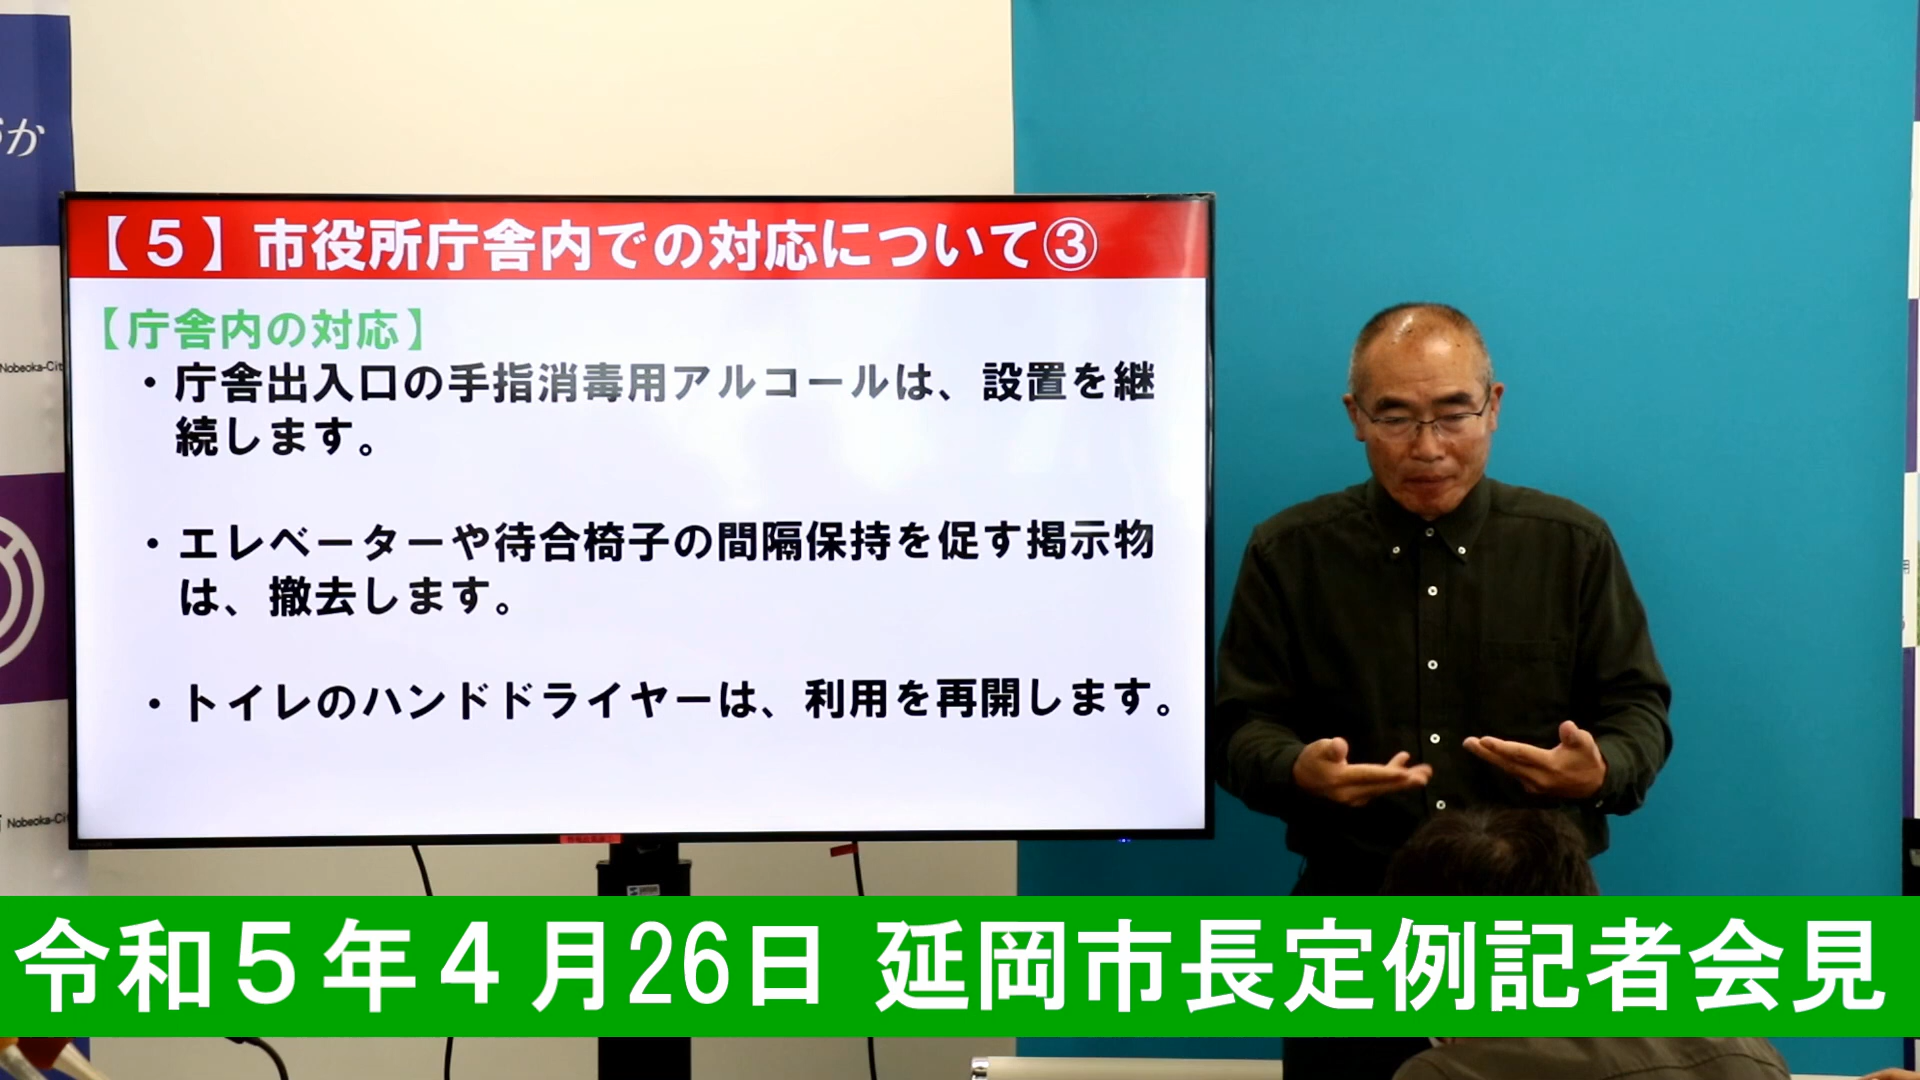 か
【５】市役所庁舎内での対応について③
【庁舎内の対応】
・庁舎出入口の手指消毒用アルコールは、設置を継
続します。
・エレベーターや待合椅子の間隔保持を促す掲示物
は、撤去します。
・トイレのハンドドライヤーは、利用を再開します。
Nobeoka-Cit
Nobeoka-Ci
令和５年４月26日 延岡市長定例記者会見